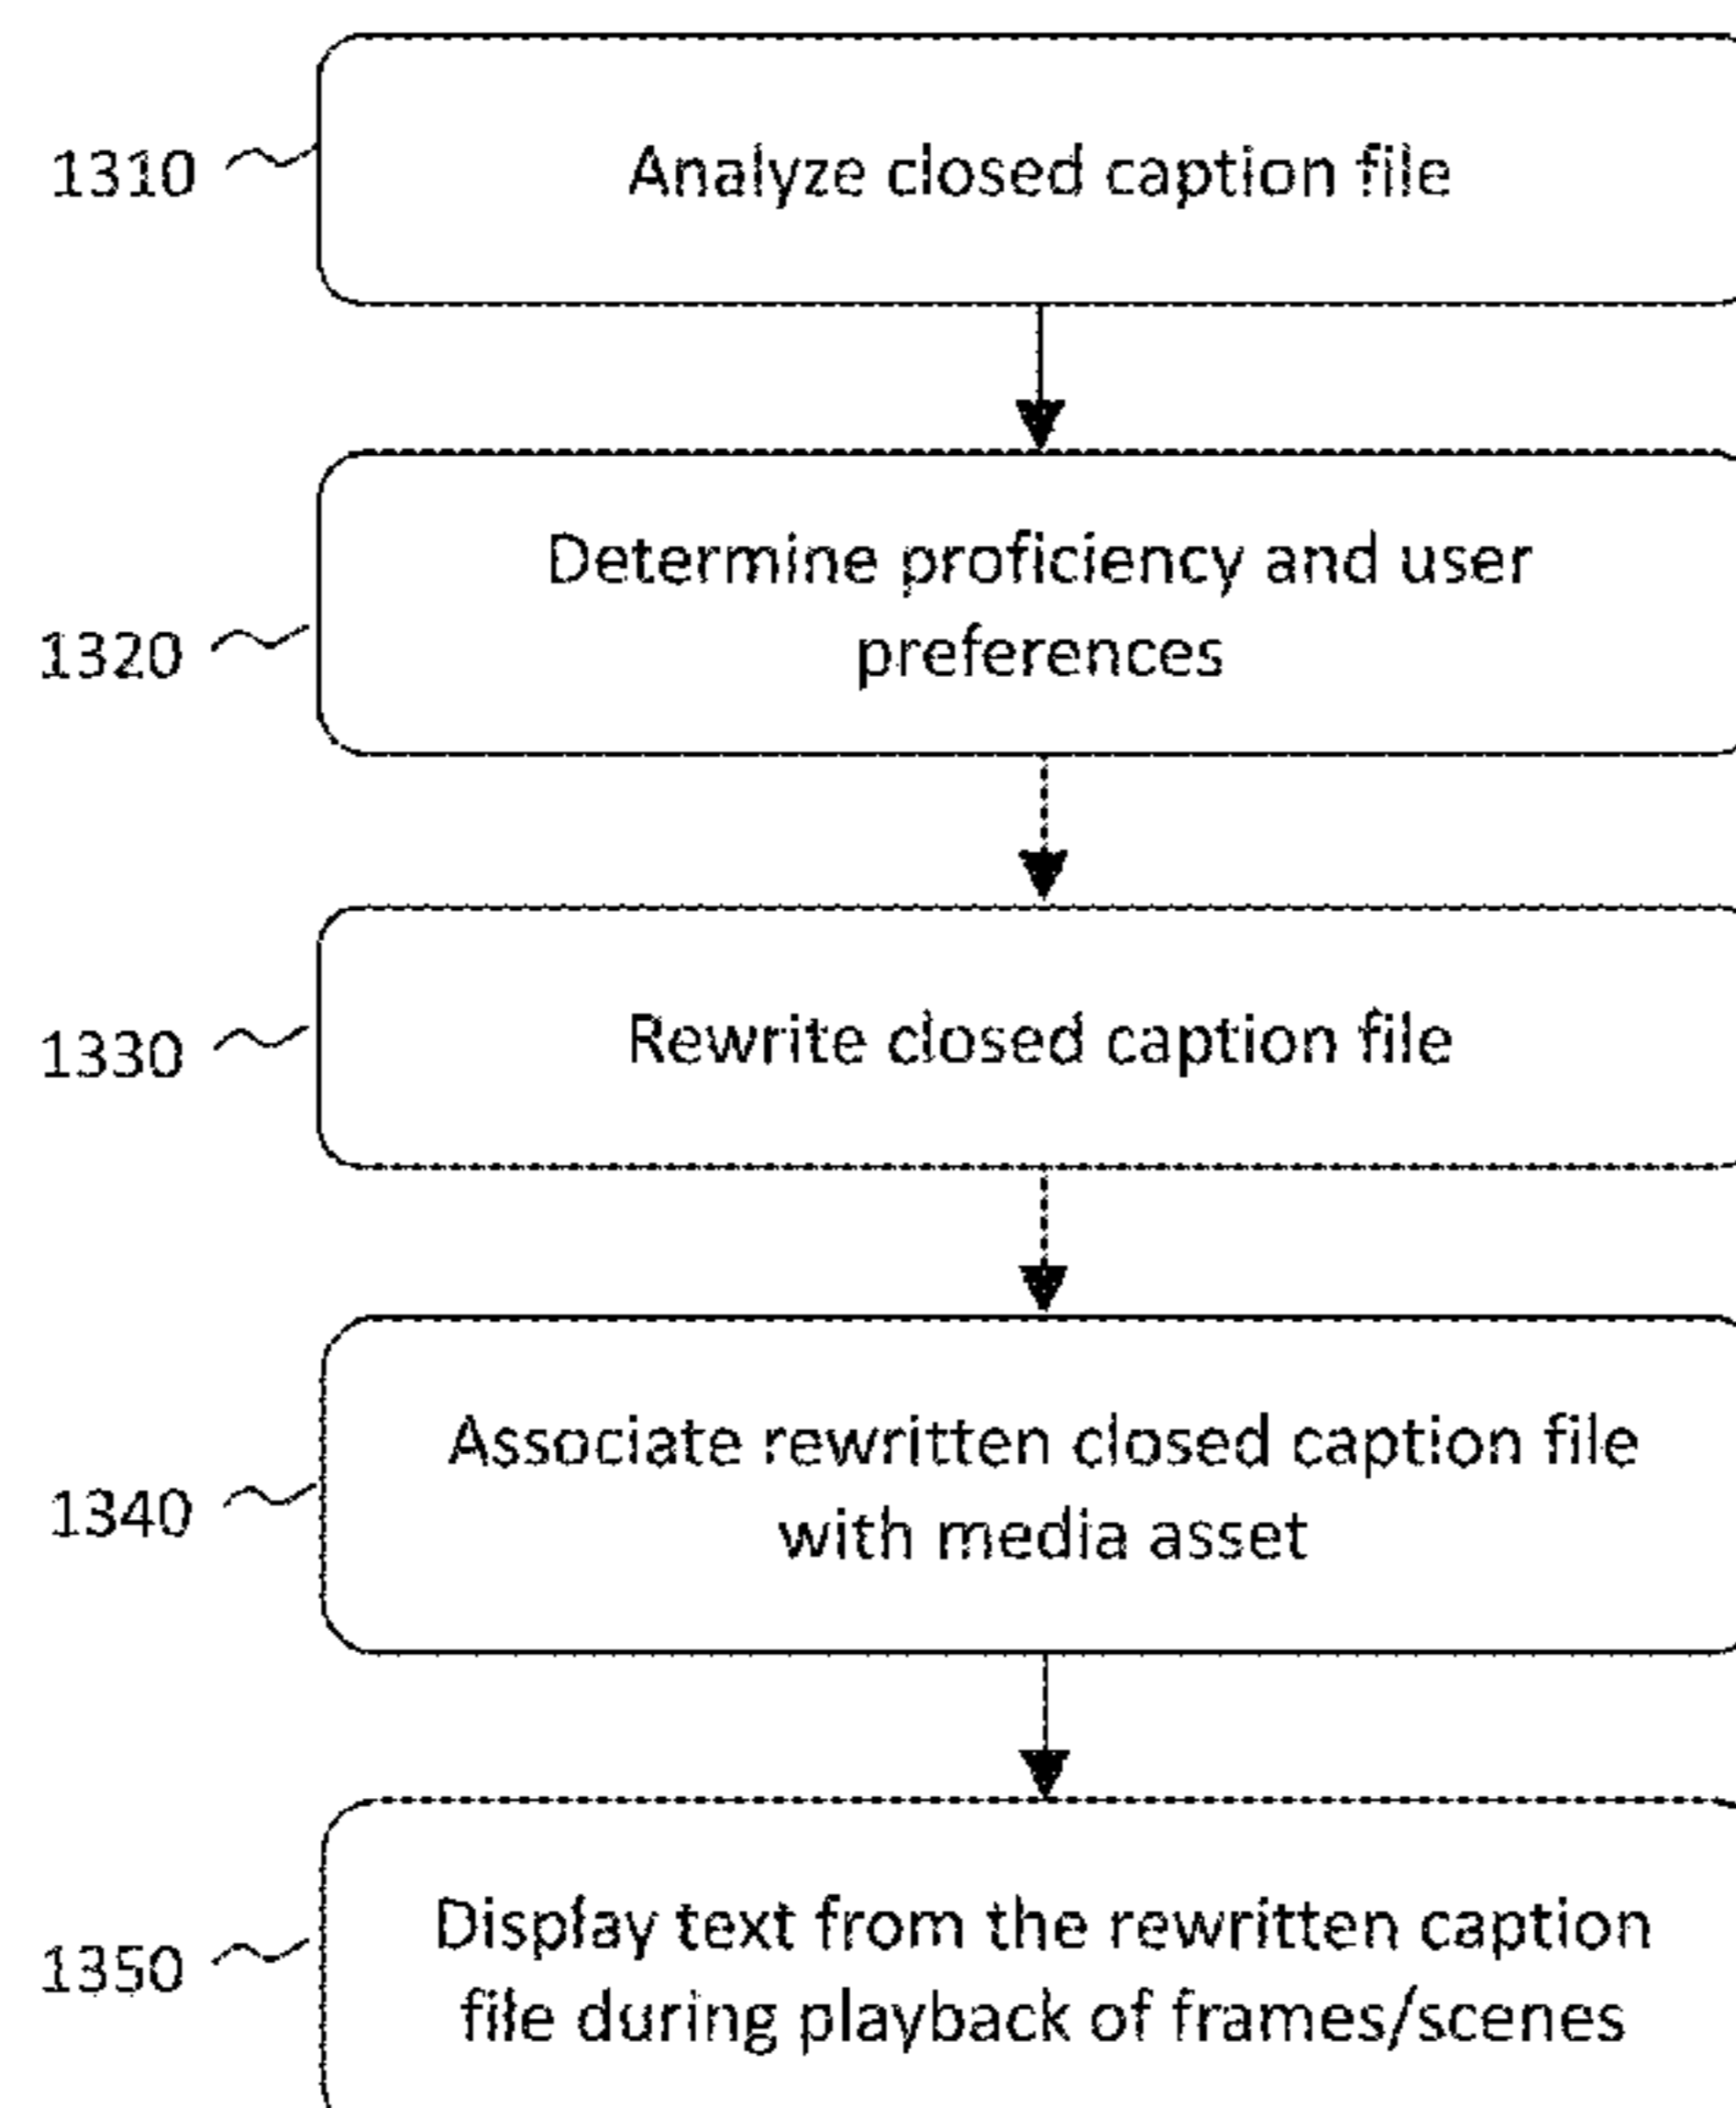 1310 Analyze closed caption file
Determine proficiency and user
1320 preferences
1330 Rewrite closed caption file
Associate rewritten closed caption file
1340 with media asset
Display text from the rewritten caption
1350 file during playback of frames/scenes